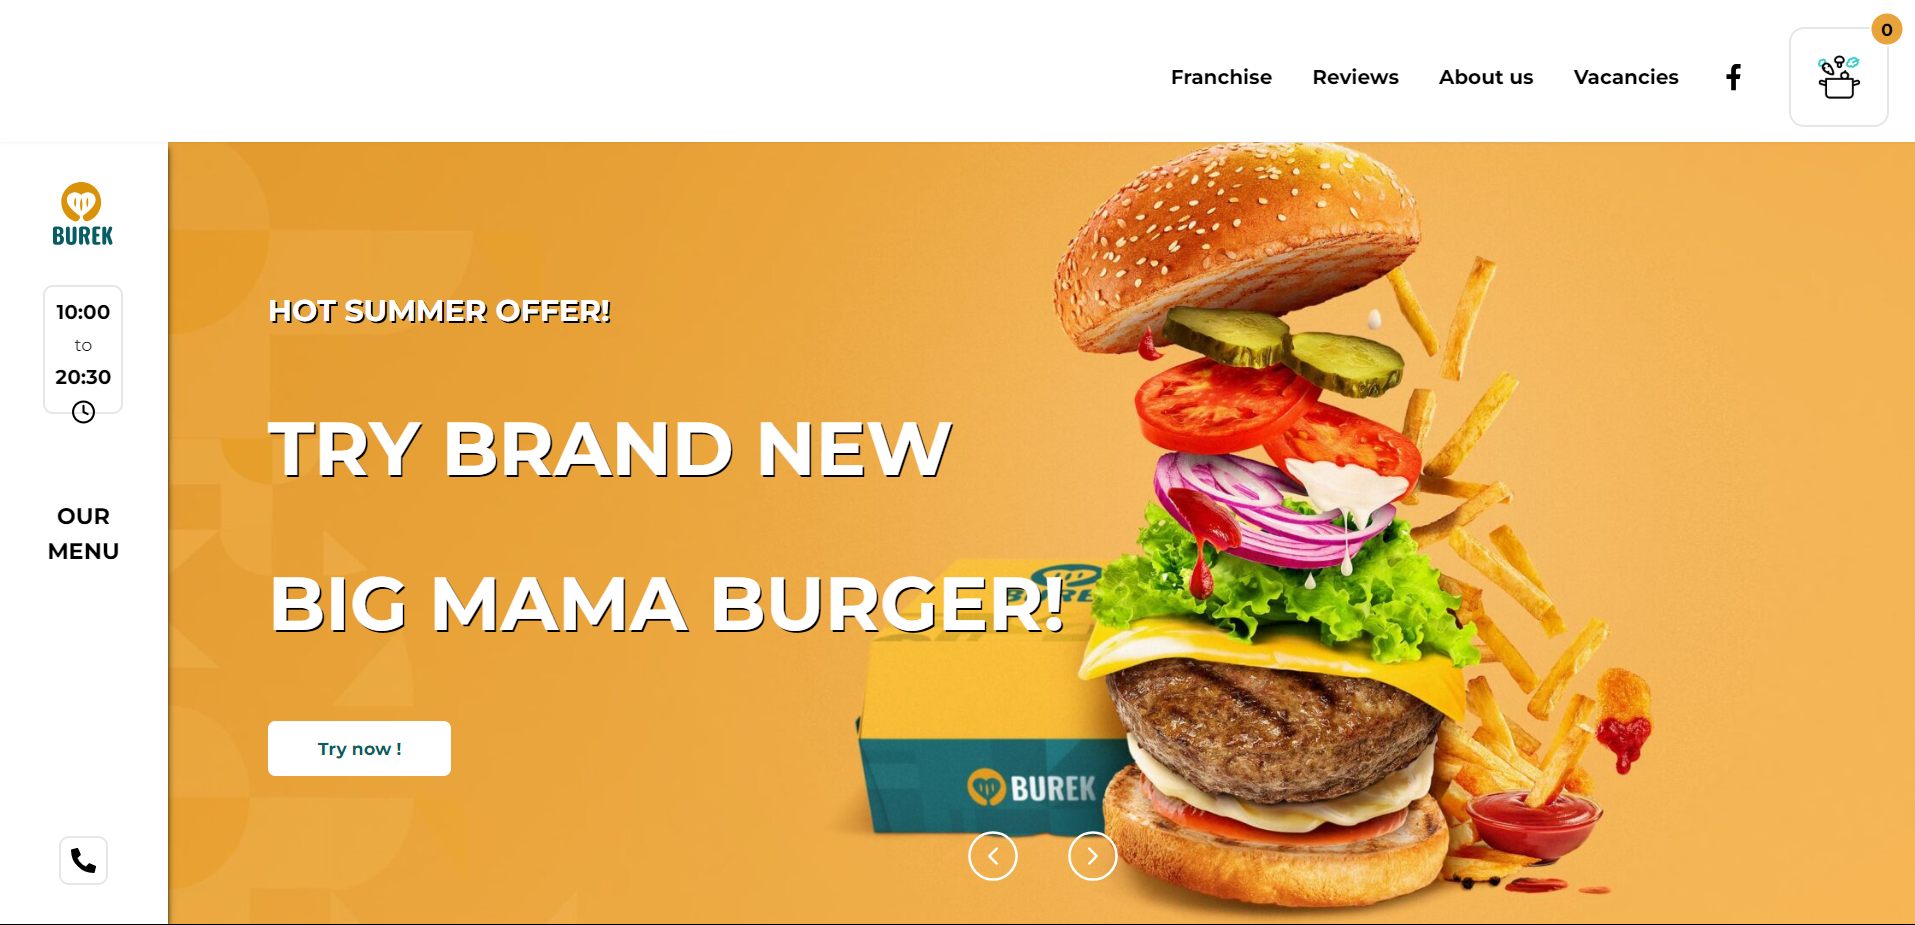 0
Franchise
Reviews
About us
Vacancies
BUREK
10:00
to
20:30
OUR
MENU
HOT SUMMER OFFER!
TRY BRAND NEW
BIG MAMA BURGER!
Try now !
BUREK